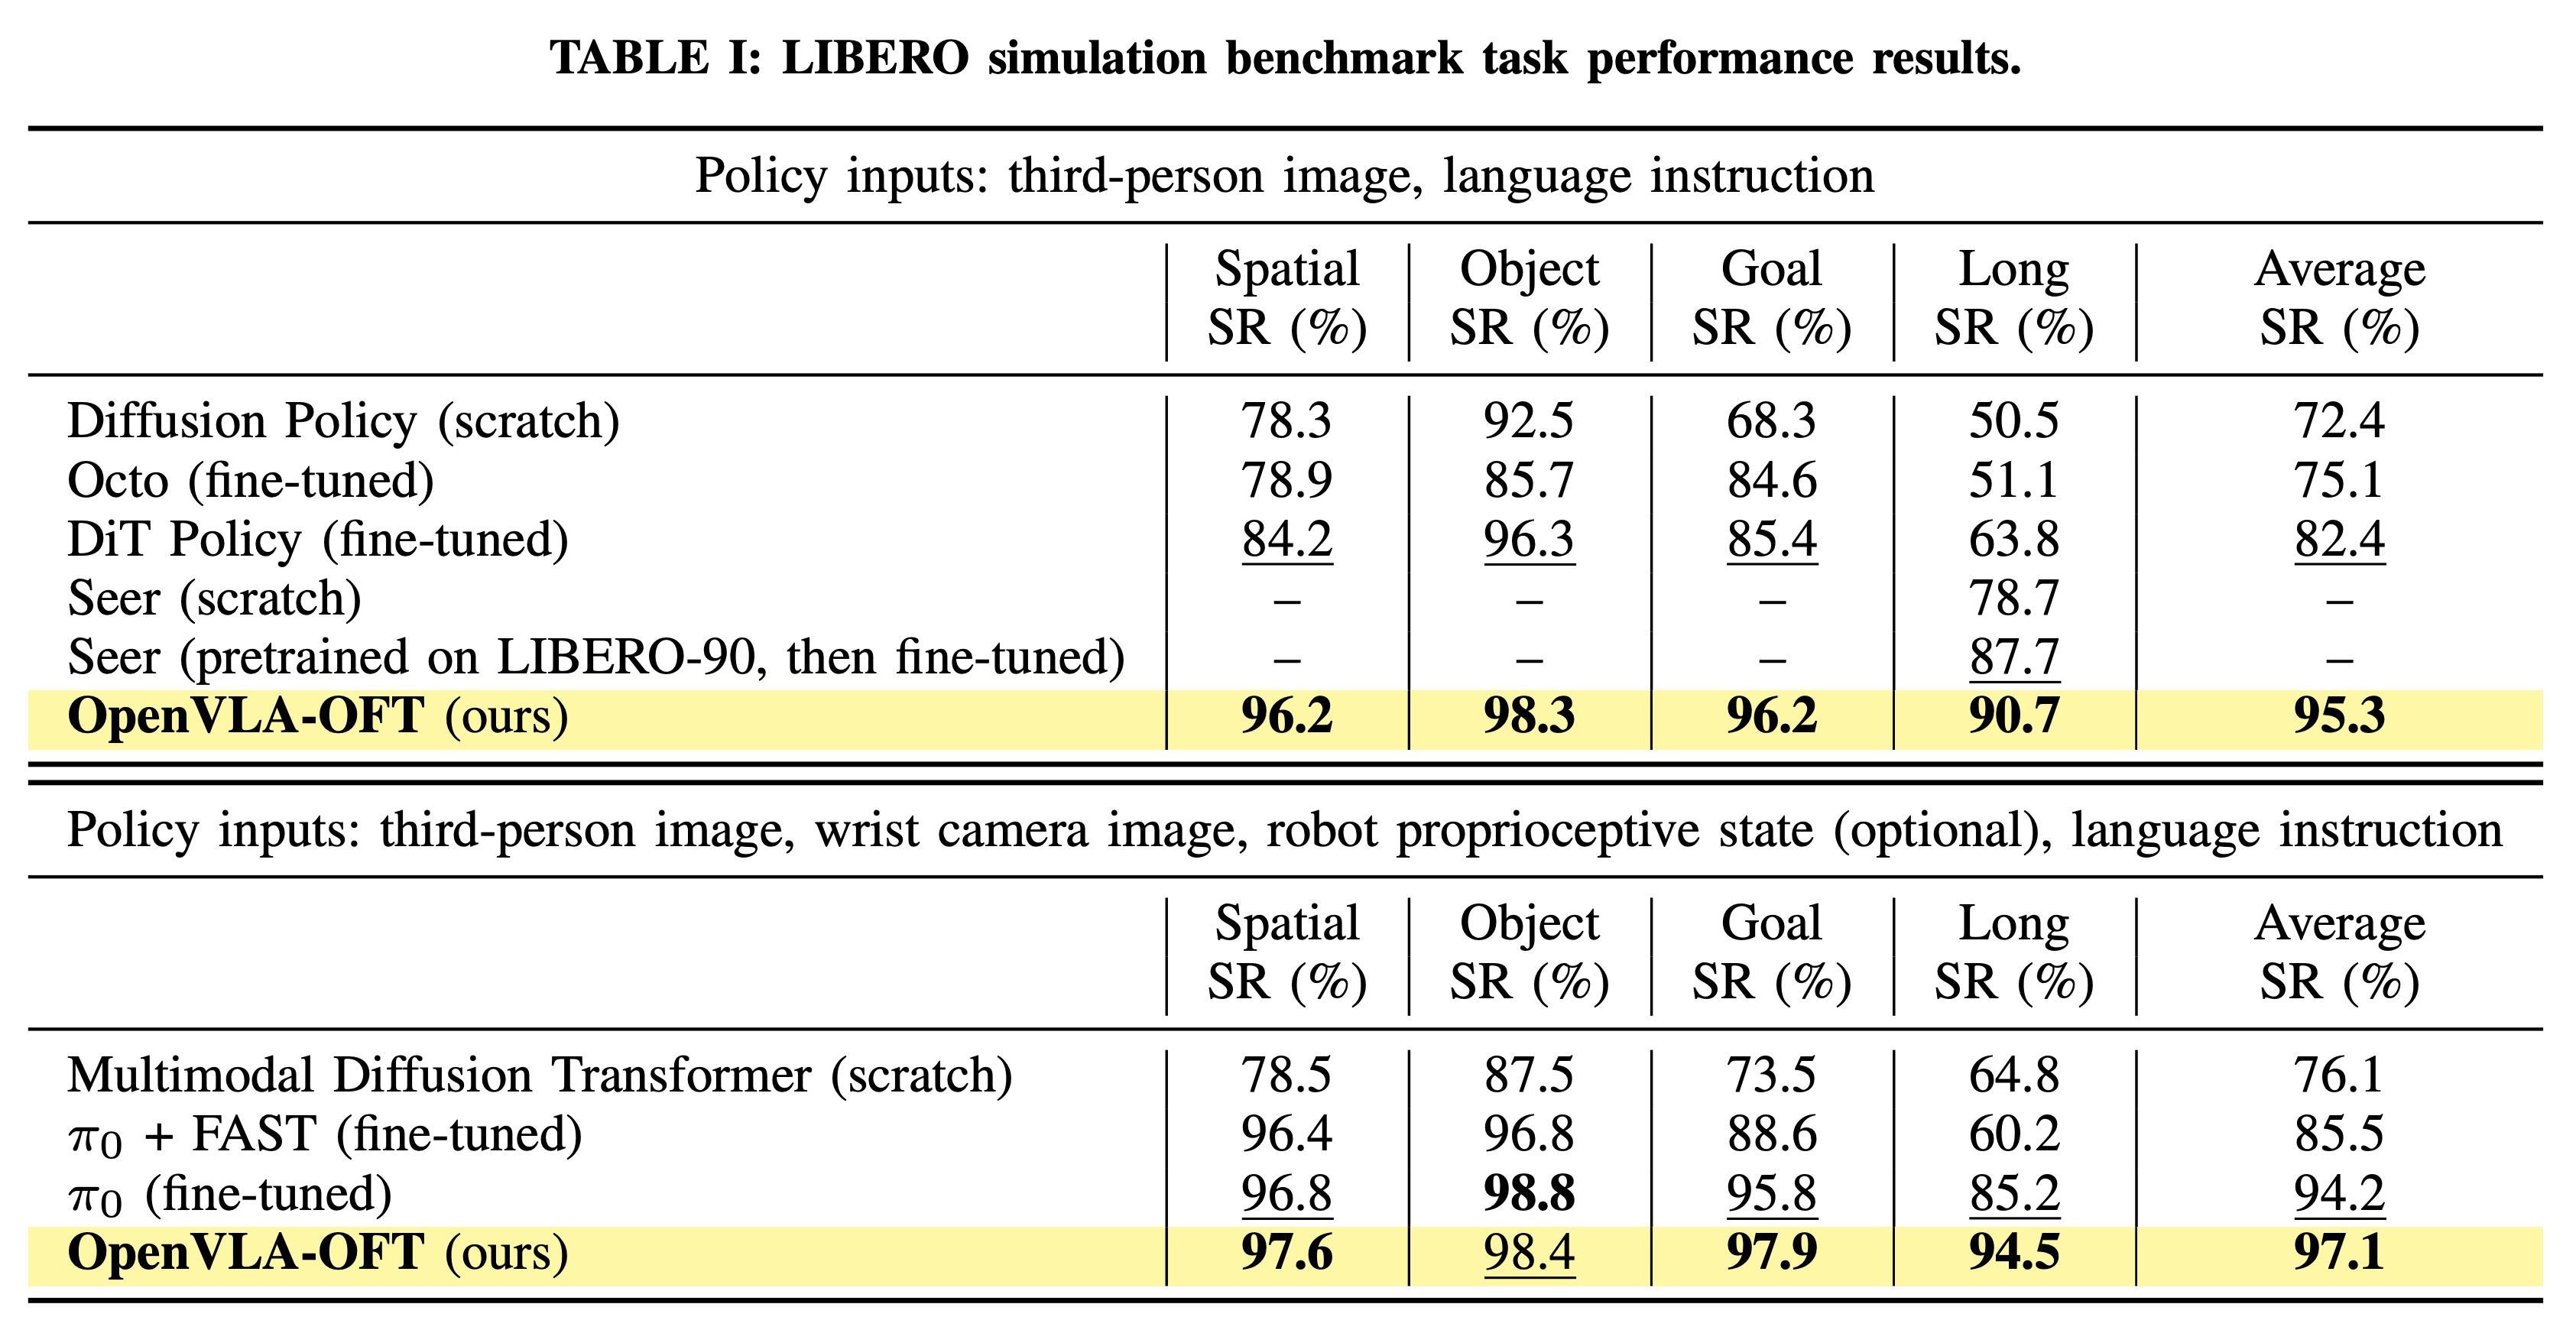 TABLE I: LIBERO simulation benchmark task performance results.
Policy inputs: third-person image, language instruction
Spatial Object Goal Long Average
SR (%) SR (%) SR (%) SR (%) SR (%)
Diffusion Policy (scratch) 78.3 92.5 68.3 50.5 72.4
Octo (fine-tuned) 78.9 85.7 84.6 51.1 75.1
DiT Policy (fine-tuned) 84.2 96.3 85.4 63.8 82.4
Seer (scratch) – – – 78.7 –
Seer (pretrained on LIBERO-90, then fine-tuned) – – – 87.7 –
OpenVLA-OFT (ours) 96.2 98.3 96.2 90.7 95.3
Policy inputs: third-person image, wrist camera image, robot proprioceptive state (optional), language instruction
Spatial Object Goal Long Average
SR (%) SR (%) SR (%) SR (%) SR (%)
Multimodal Diffusion Transformer (scratch) 78.5 87.5 73.5 64.8 76.1
π₀ + FAST (fine-tuned) 96.4 96.8 88.6 60.2 85.5
π₀ (fine-tuned) 96.8 98.8 95.8 85.2 94.2
OpenVLA-OFT (ours) 97.6 98.4 97.9 94.5 97.1